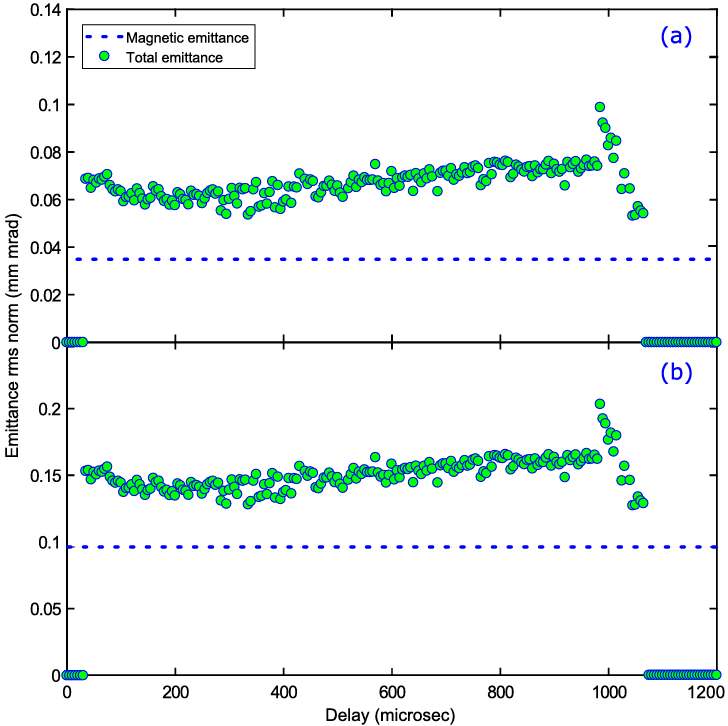 0.14
(a)
Magnetic emittance
Total emittance
0.12
0.1
0.08
0.06
0.04
0.02
0
Emittance rms norm (mm mrad)
(b)
0.2
0.15
0.1
0.05
0
0 200 400 600 800 1000 1200
Delay (microsec)